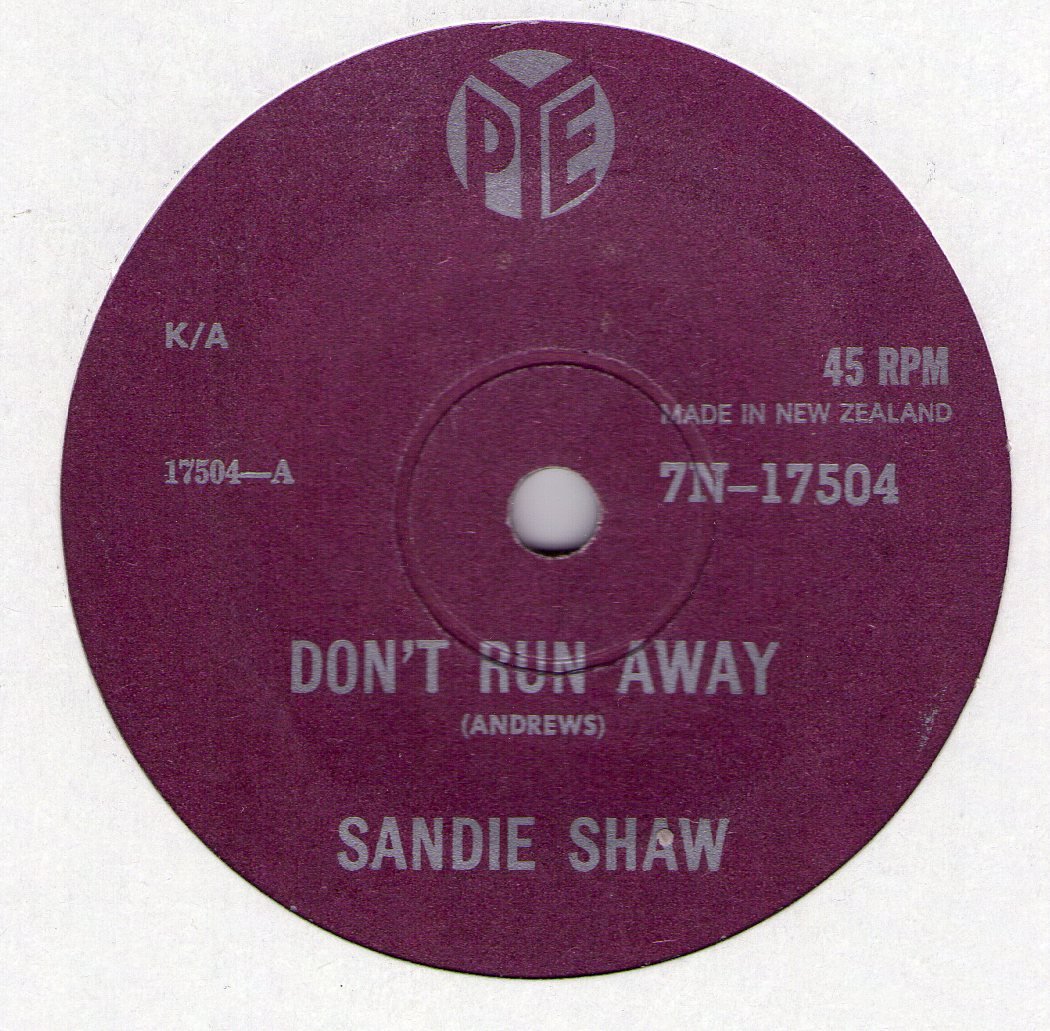 PYE
K/A
45 RPM
MADE IN NEW ZEALAND
17504—A
7N–17504
DON'T RUN AWAY
(ANDREWS)
SANDIE SHAW